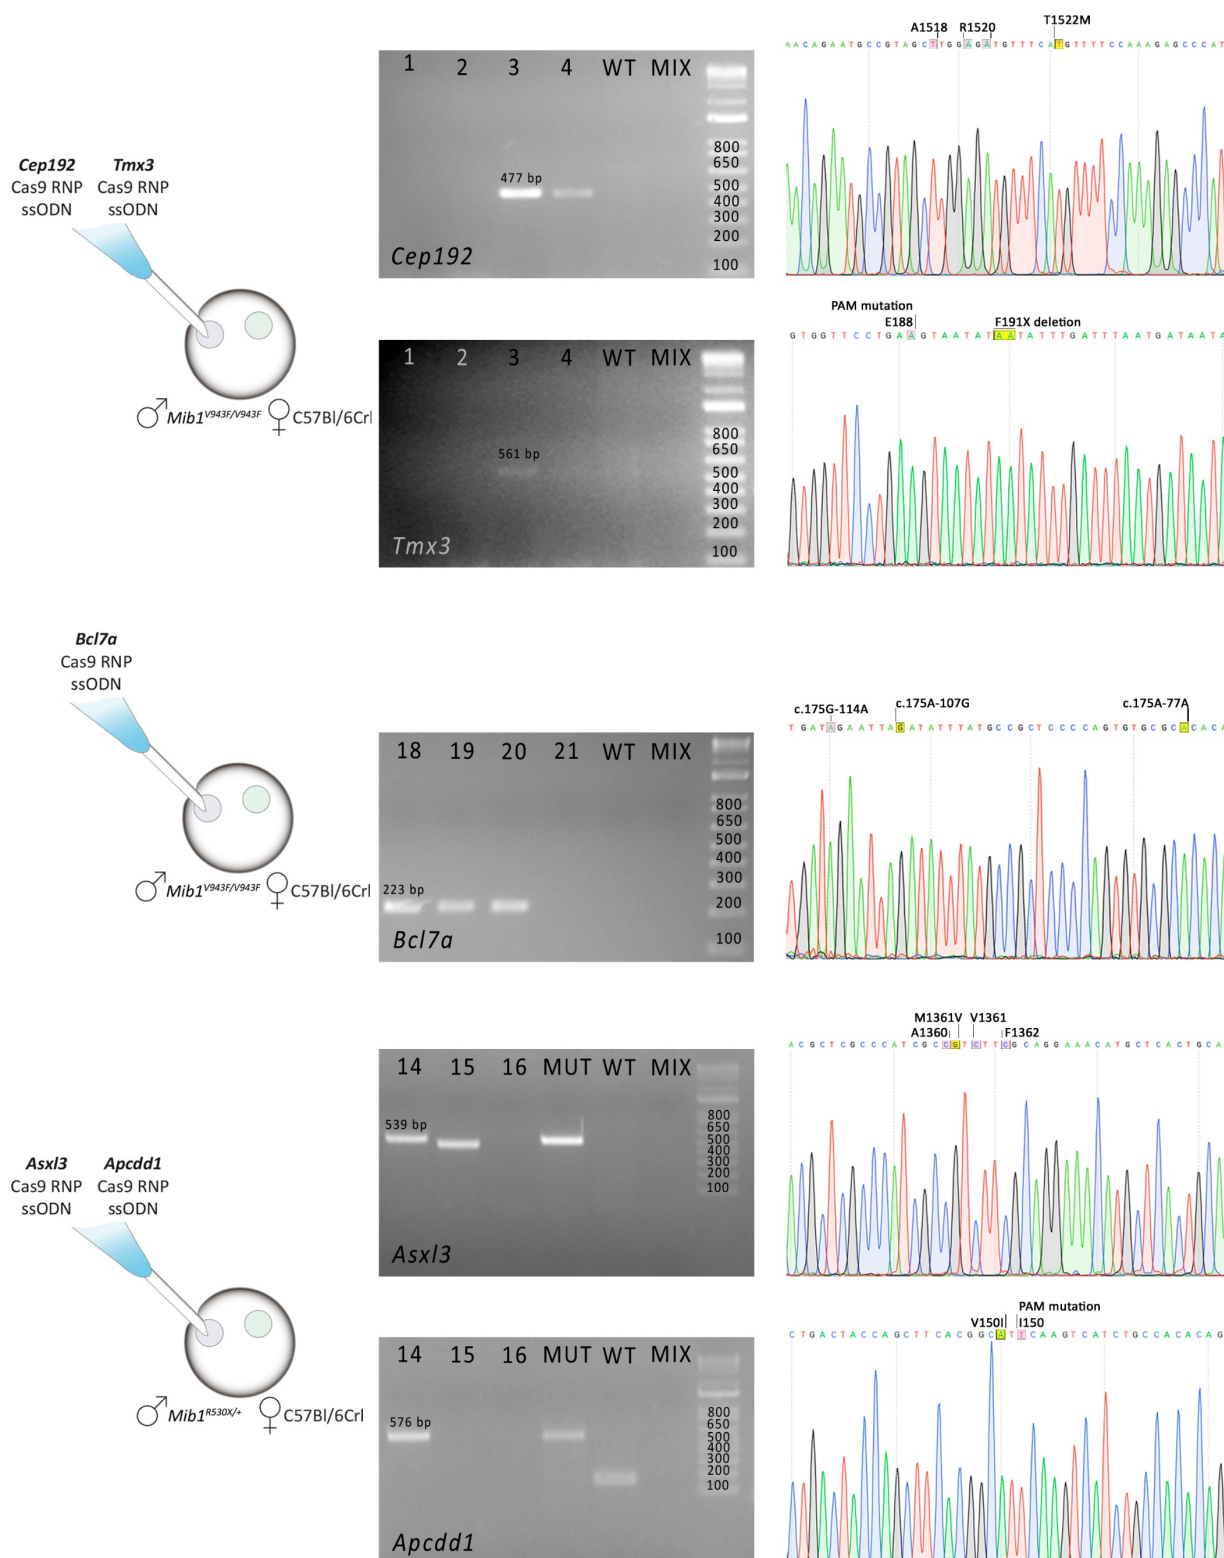 Cep192 Tmx3
Cas9 RNP Cas9 RNP
ssODN ssODN
♂ Mib1V943F/V943F ♀ C57Bl/6Crl
1 2 3 4 WT MIX
800
650
477 bp
500
400
300
200
100
Cep192
A1518 R1520 T1522M
AACAGAATGCCGTAGCTTGGAGATGTTTCATGTTTTCCAAAGAGCCCAT
1 2 3 4 WT MIX
800
650
561 bp
500
400
300
200
100
Tmx3
PAM mutation
E188 F191X deletion
GTGGTTCCTGAAGTAATATAATATTTGATTTAATGATAATA
Bcl7a
Cas9 RNP
ssODN
♂ Mib1V943F/V943F ♀ C57Bl/6Crl
18 19 20 21 WT MIX
800
650
500
400
300
223 bp
200
100
Bcl7a
c.175G-114A c.175A-107G c.175A-77A
TGATAGAATTAGATATTTATGCCGCTCCCCAGTGTGCGCACACA
Asxl3 Apcdd1
Cas9 RNP Cas9 RNP
ssODN ssODN
♂ Mib1R530X/+ ♀ C57Bl/6Crl
14 15 16 MUT WT MIX
539 bp
800
650
500
400
300
200
100
Asxl3
M1361V V1361
A1360 F1362
ACGCTCGCCCATCGCCGTCTTCGCAGGAAACATGCTCACTGCA
14 15 16 MUT WT MIX
576 bp
800
650
500
400
300
200
100
Apcdd1
PAM mutation
V150I I150
CTGACTACCAGCTTCACGGCATTCAAGTCATCTGCCACACAG